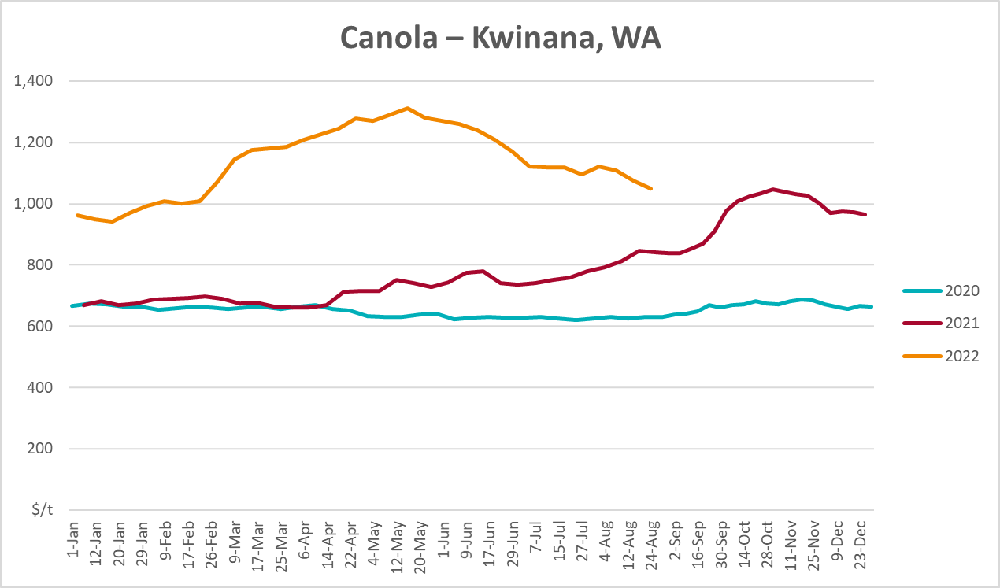 Canola – Kwinana, WA
1,400
1,200
1,000
800
600
400
200
$/t
1-Jan
12-Jan
20-Jan
29-Jan
9-Feb
17-Feb
26-Feb
9-Mar
17-Mar
25-Mar
6-Apr
14-Apr
22-Apr
4-May
12-May
20-May
1-Jun
9-Jun
17-Jun
29-Jun
7-Jul
15-Jul
27-Jul
4-Aug
12-Aug
24-Aug
2-Sep
16-Sep
30-Sep
14-Oct
28-Oct
11-Nov
25-Nov
9-Dec
23-Dec
2020
2021
2022